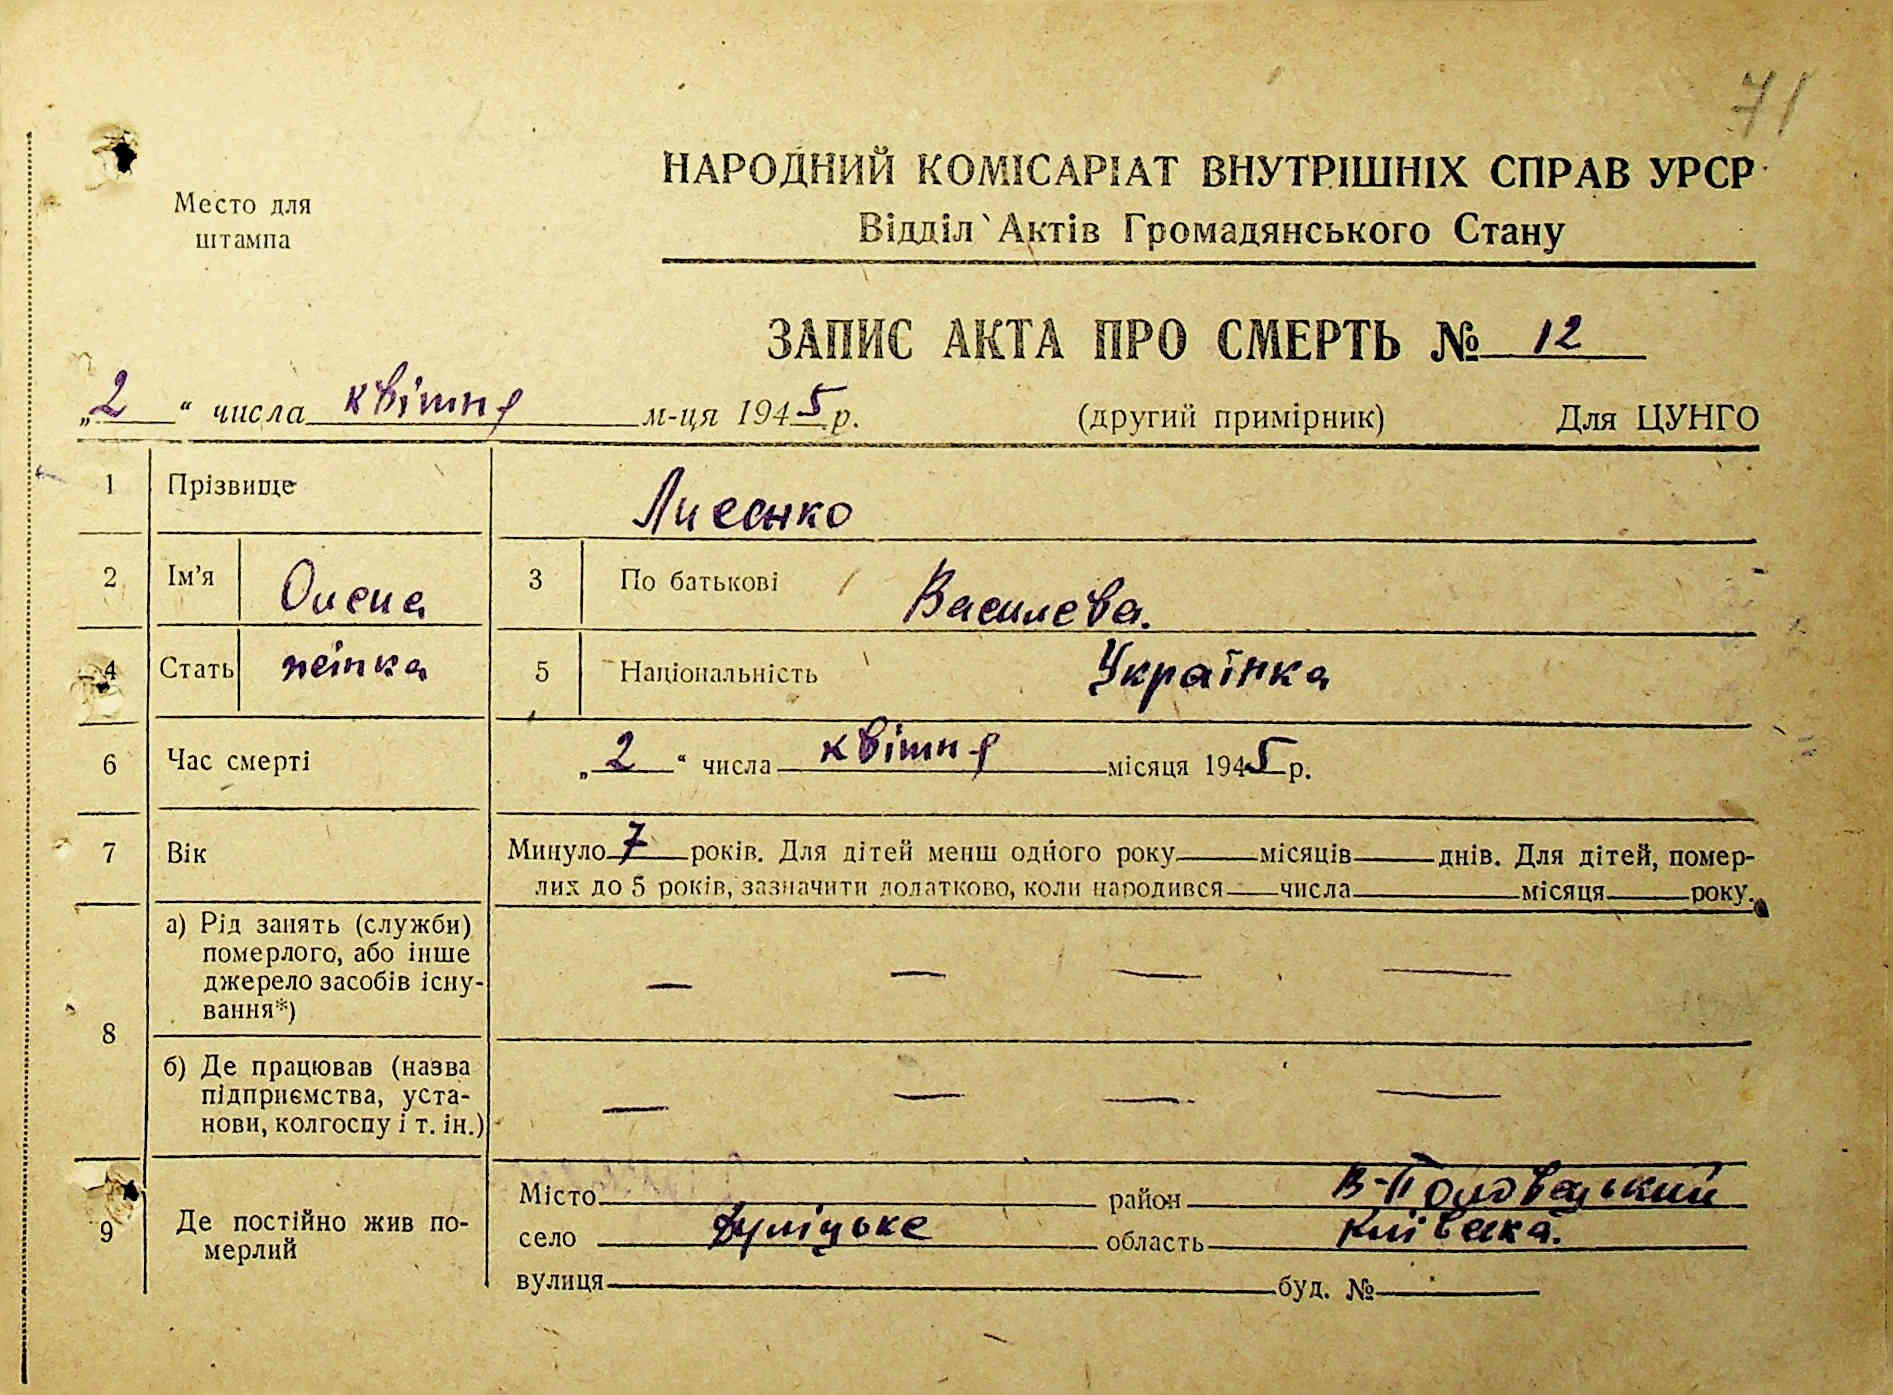 71
Место для
штампа
НАРОДНИЙ КОМІСАРІАТ ВНУТРІШНІХ СПРАВ УРСР
Відділ Актів Громадянського Стану
ЗАПИС АКТА ПРО СМЕРТЬ № 12
„2“ числа квітня м-ця 1945 р. (другий примірник) Для ЦУНГО
1 Прізвище Лисенко
2 Ім’я Олена 3 По батькові Василева.
4 Стать жінка 5 Національність Українка
6 Час смерті „2“ числа квітня місяця 1945 р.
7 Вік Минуло 7 років. Для дітей менш одного року місяців днів. Для дітей, помер-
лих до 5 років, зазначити додатково, коли народився числа місяця року.
8 а) Рід занять (служби)
померлого, або інше
джерело засобів існу-
вання*) — — — —
б) Де працював (назва
підприємства, уста-
нови, колгоспу і т. ін.) — — — —
9 Де постійно жив по-
мерлий
Місто район В-Половецький
село Дуліцьке область Київська.
вулиця буд. №